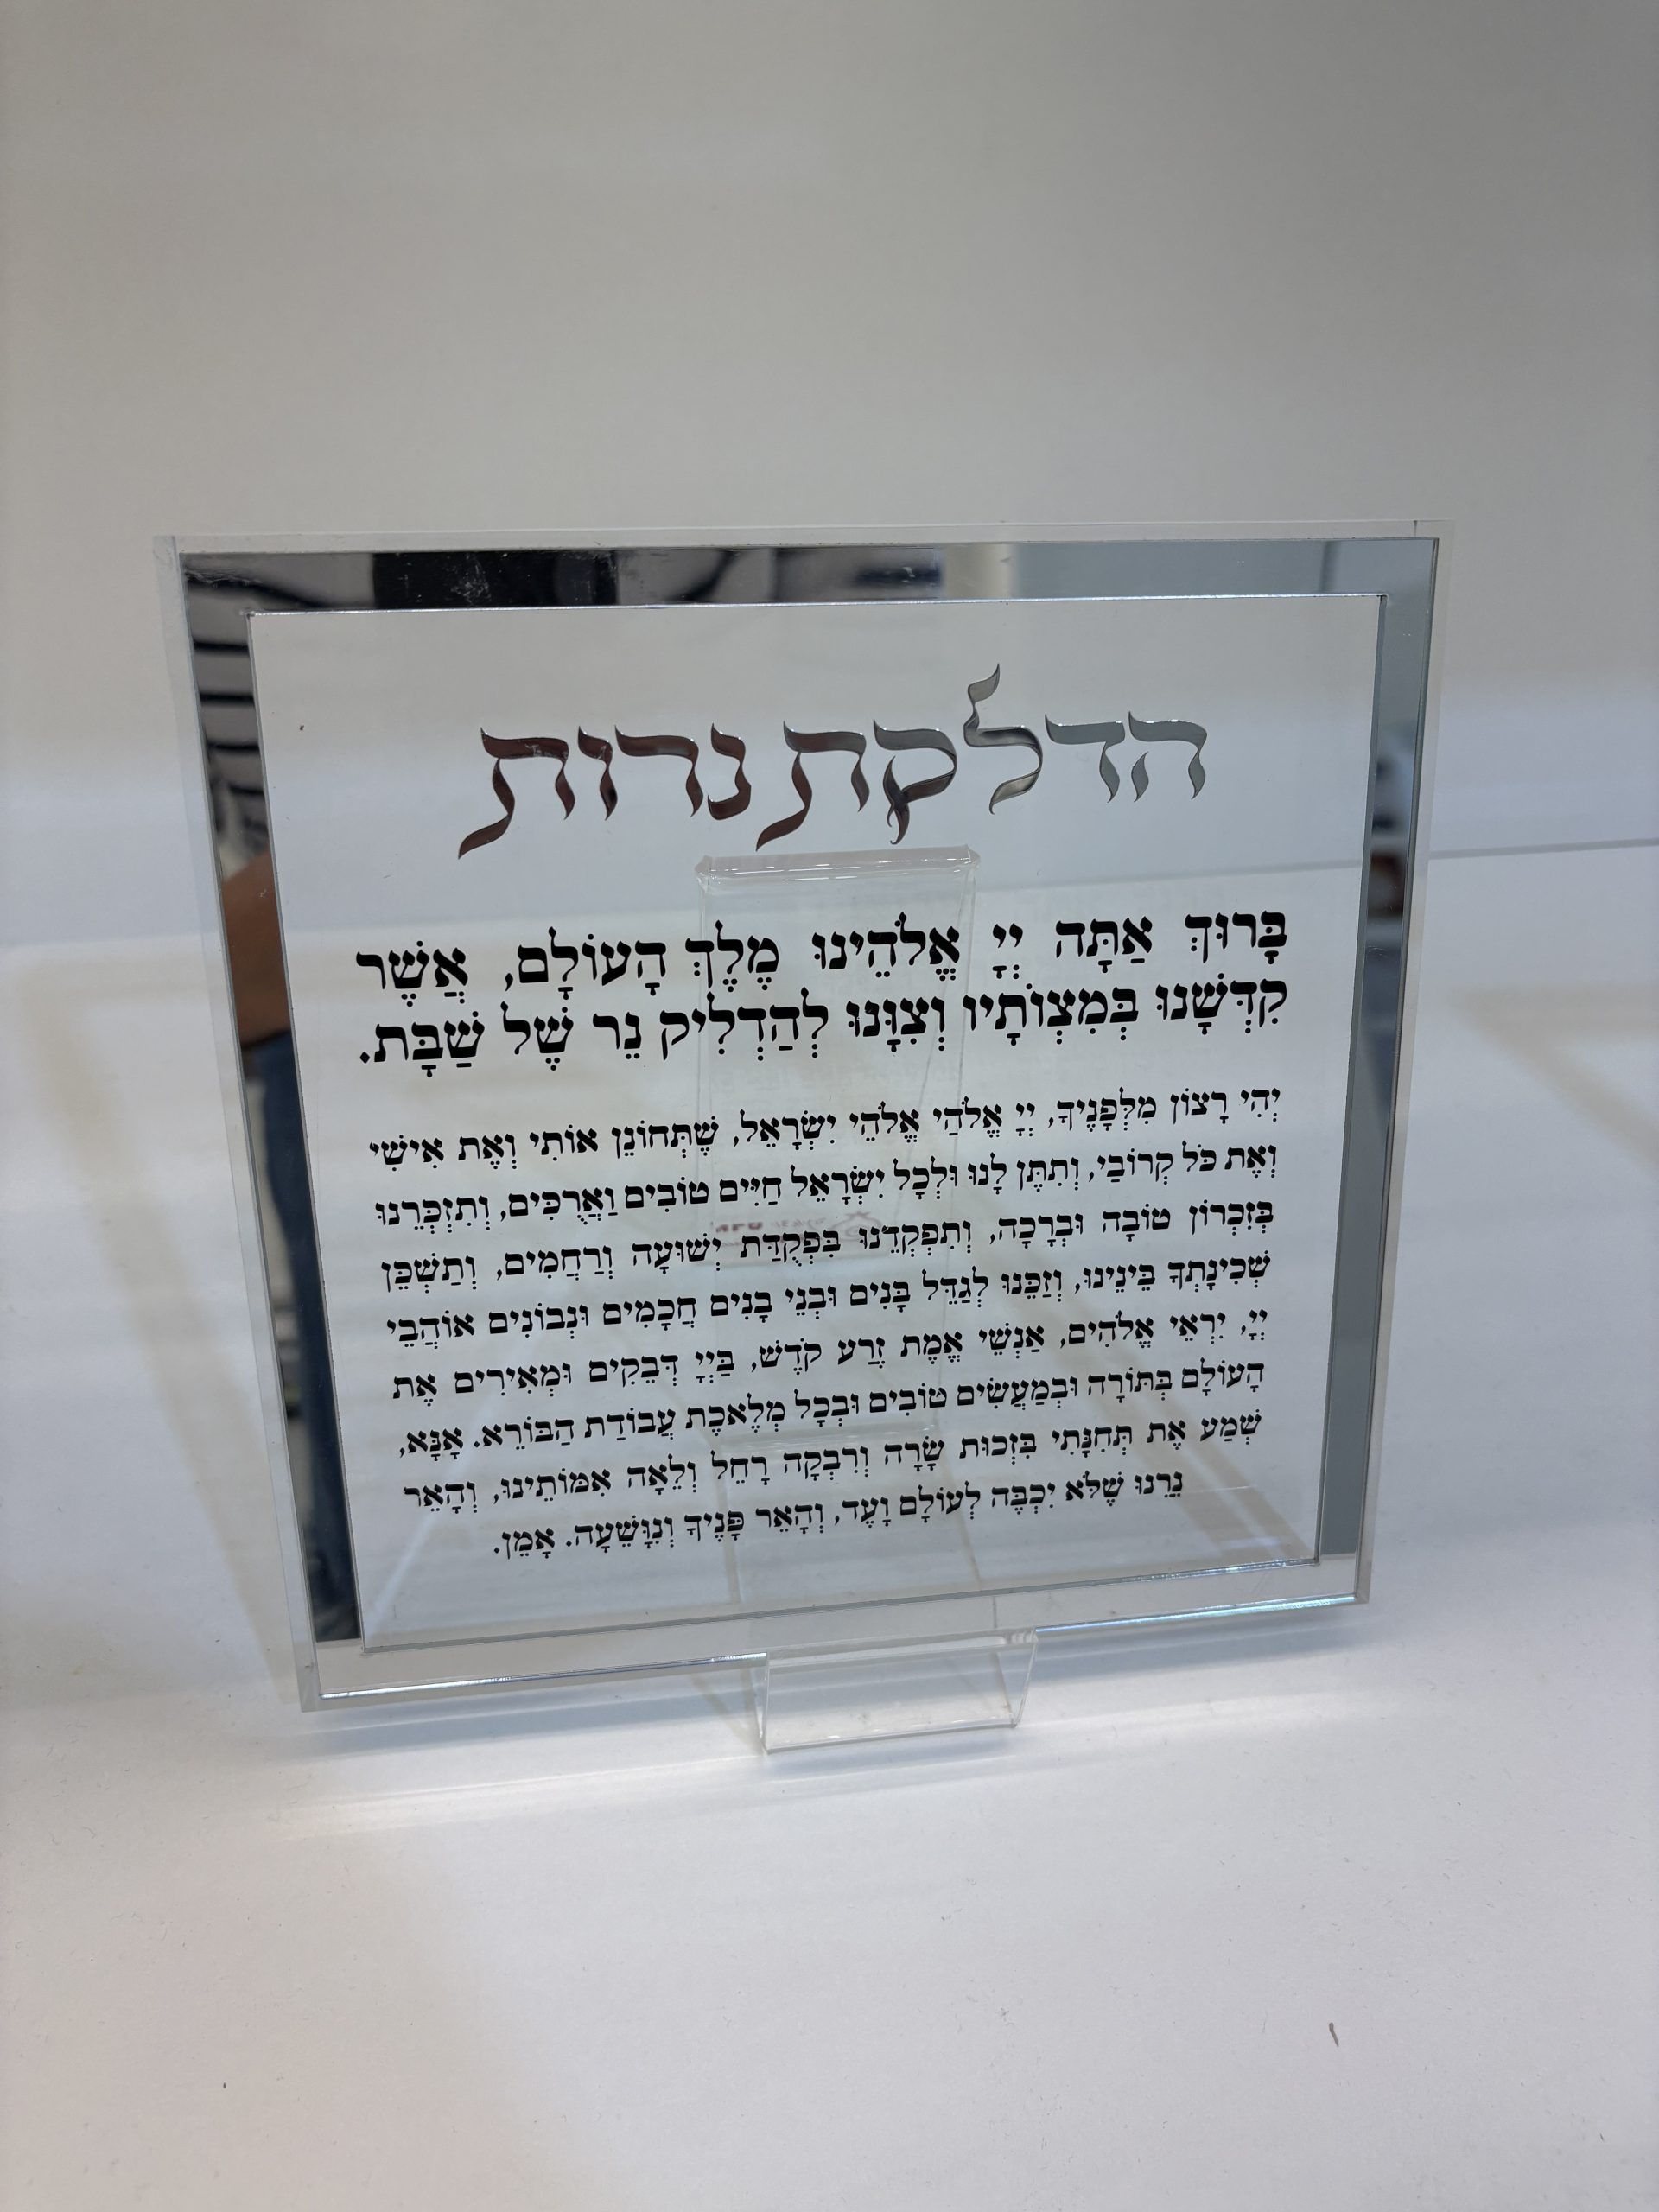 הדלקת נרות
בָּרוּךְ אַתָּה יְיָ אֱלֹהֵינוּ מֶלֶךְ הָעוֹלָם, אֲשֶׁר
קִדְּשָׁנוּ בְּמִצְוֹתָיו וְצִוָּנוּ לְהַדְלִיק נֵר שֶׁל שַׁבָּת.
יְהִי רָצוֹן מִלְּפָנֶיךָ, יְיָ אֱלֹהַי אֱלֹהֵי יִשְׂרָאֵל, שֶׁתְּחוֹנֵן אוֹתִי וְאֶת אִישִׁי
וְאֶת כֹּל קְרוֹבַי, וְתִתֶּן לָנוּ וּלְכָל יִשְׂרָאֵל חַיִּים טוֹבִים וַאֲרֻכִּים, וְתִזְכְּרֵנוּ
בְּזִכְרוֹן טוֹבָה וּבְרָכָה, וְתִפְקְדֵנוּ בִּפְקֻדַּת יְשׁוּעָה וְרַחֲמִים, וְתַשְׁכֵּן
שְׁכִינָתְךָ בֵּינֵינוּ, וְזַכֵּנוּ לְגַדֵּל בָּנִים וּבְנֵי בָנִים חֲכָמִים וּנְבוֹנִים אוֹהֲבֵי
יְיָ, יִרְאֵי אֱלֹהִים, אַנְשֵׁי אֱמֶת זֶרַע קֹדֶשׁ, בַּיְיָ דְּבֵקִים וּמְאִירִים אֶת
הָעוֹלָם בְּתוֹרָה וּבְמַעֲשִׂים טוֹבִים וּבְכָל מְלֶאכֶת עֲבוֹדַת הַבּוֹרֵא. אָנָּא,
שְׁמַע אֶת תְּחִנָּתִי בִּזְכוּת שָׂרָה וְרִבְקָה רָחֵל וְלֵאָה אִמּוֹתֵינוּ, וְהָאֵר
נֵרֵנוּ שֶׁלֹּא יִכְבֶּה לְעוֹלָם וָעֶד, וְהָאֵר פָּנֶיךָ וְנִוָּשֵׁעָה. אָמֵן.